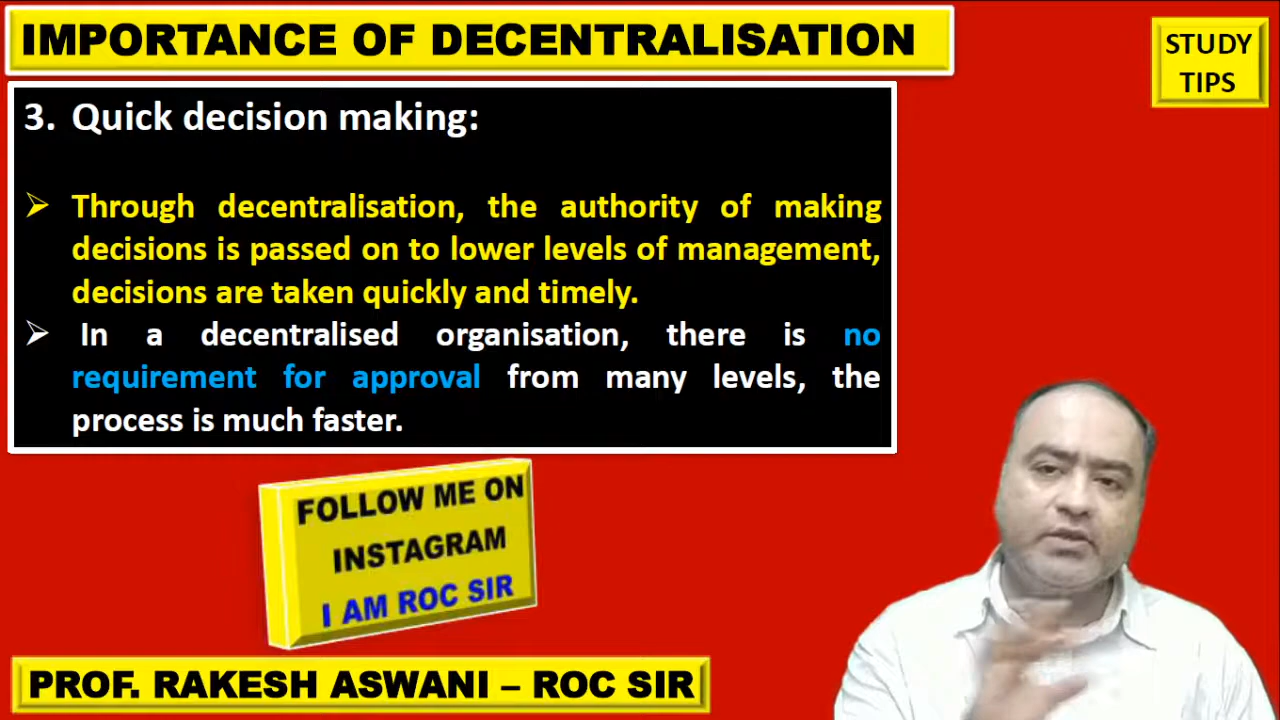 IMPORTANCE OF DECENTRALISATION
STUDY
TIPS
3. Quick decision making:
Through decentralisation, the authority of making
decisions is passed on to lower levels of management,
decisions are taken quickly and timely.
In a decentralised organisation, there is no
requirement for approval from many levels, the
process is much faster.
FOLLOW ME ON
INSTAGRAM
I AM ROC SIR
PROF. RAKESH ASWANI – ROC SIR